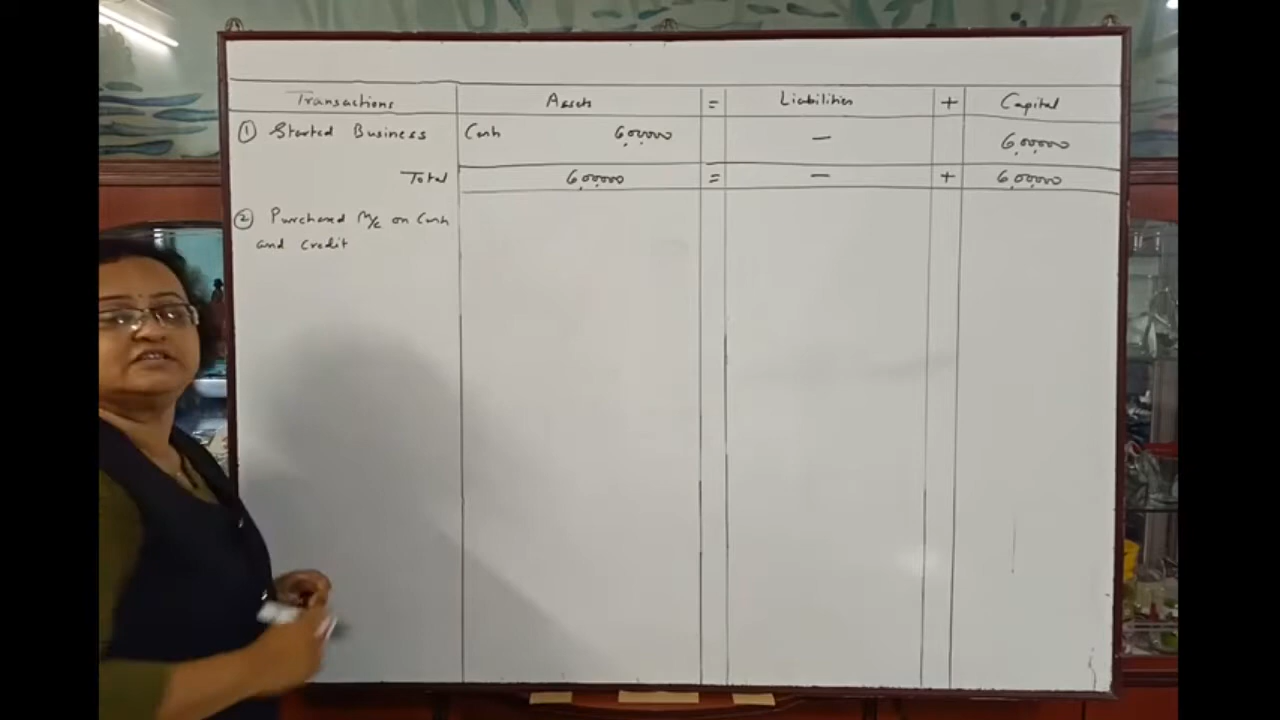 Transactions Assets = Liabilities + Capital
① Started Business Cash 6,00,000 — 6,00,000
Total 6,00,000 = — + 6,00,000
② Purchased M/c on Cash
and Credit